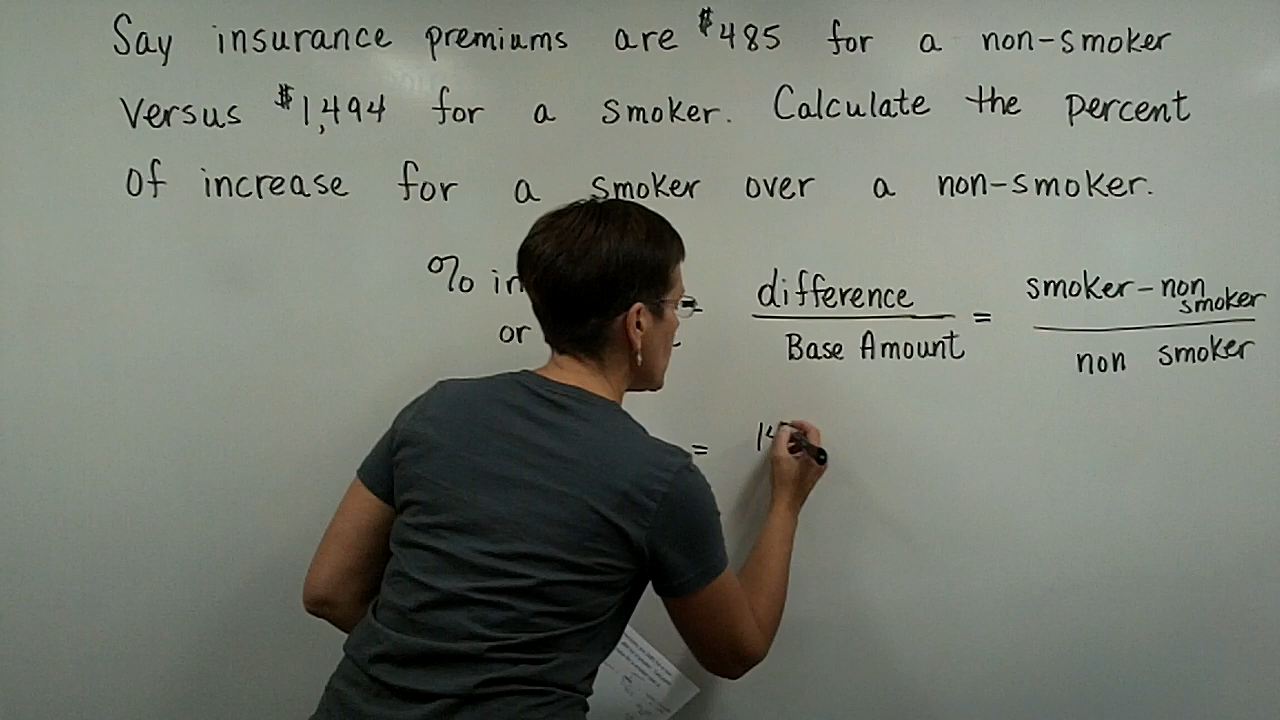 Say insurance premiums are $485 for a non-smoker
versus $1,494 for a smoker. Calculate the percent
of increase for a smoker over a non-smoker.
% in = difference / Base Amount = smoker - non smoker / non smoker
or
= 14